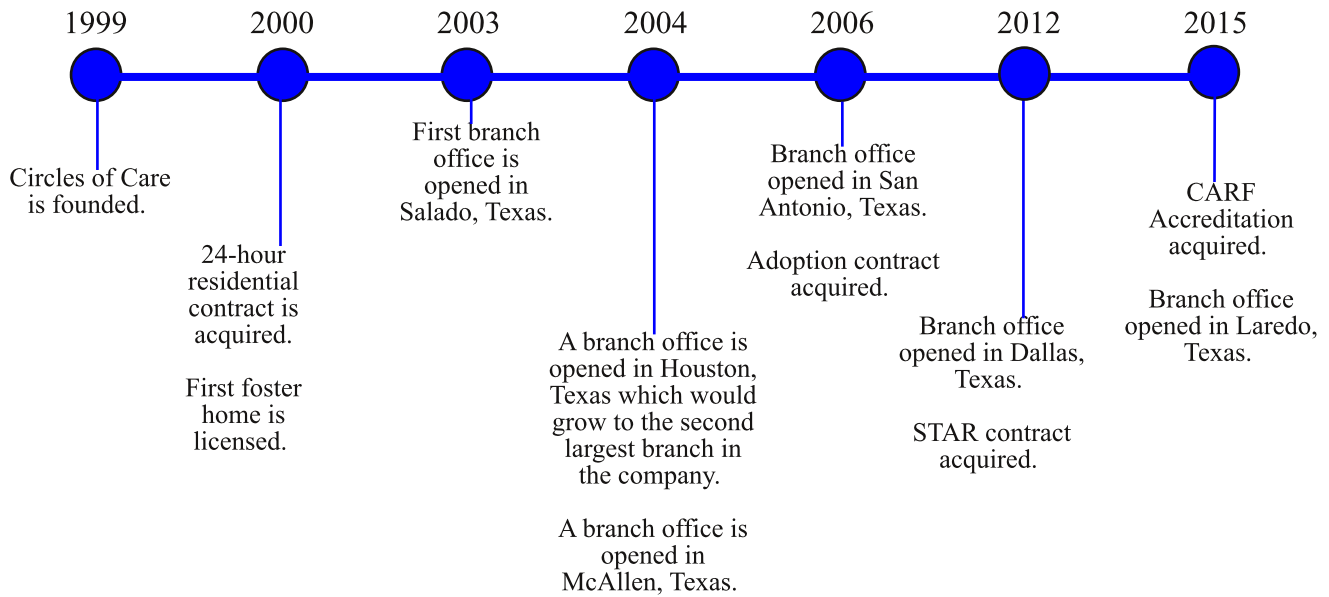 1999
Circles of Care
is founded.
2000
24-hour
residential
contract is
acquired.
First foster
home is
licensed.
2003
First branch
office is
opened in
Salado, Texas.
2004
A branch office is
opened in Houston,
Texas which would
grow to the second
largest branch in
the company.
A branch office is
opened in
McAllen, Texas.
2006
Branch office
opened in San
Antonio, Texas.
Adoption contract
acquired.
2012
Branch office
opened in Dallas,
Texas.
STAR contract
acquired.
2015
CARF
Accreditation
acquired.
Branch office
opened in Laredo,
Texas.